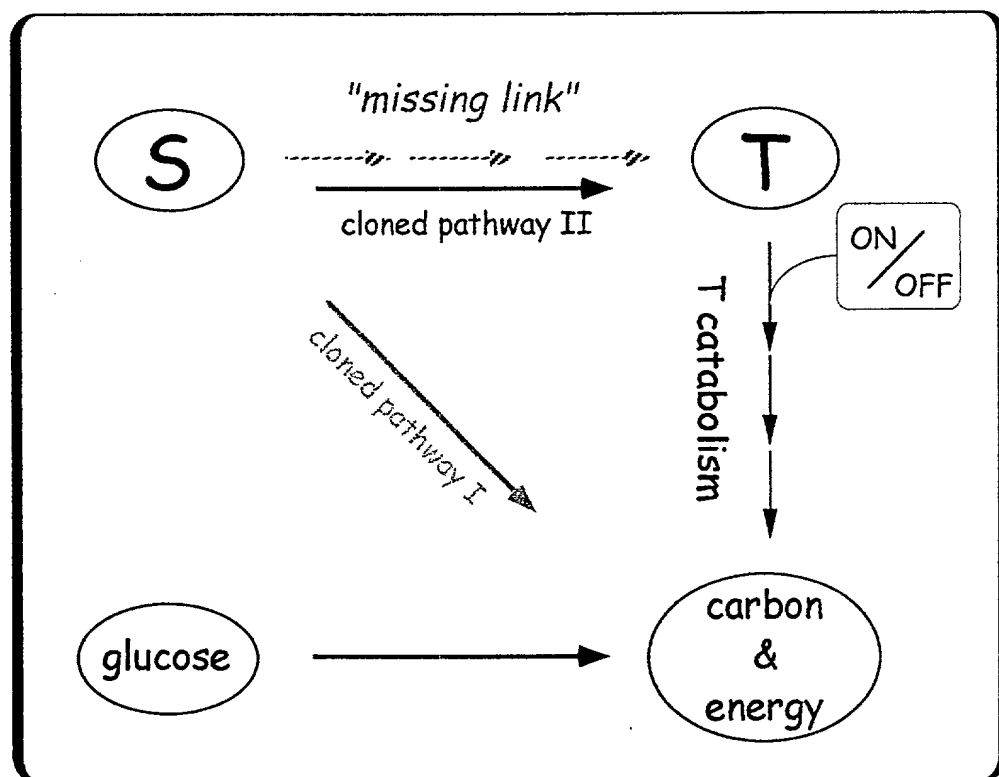 "missing link"
S
T
cloned pathway II
ON/OFF
T catabolism
cloned pathway I
glucose
carbon
&
energy